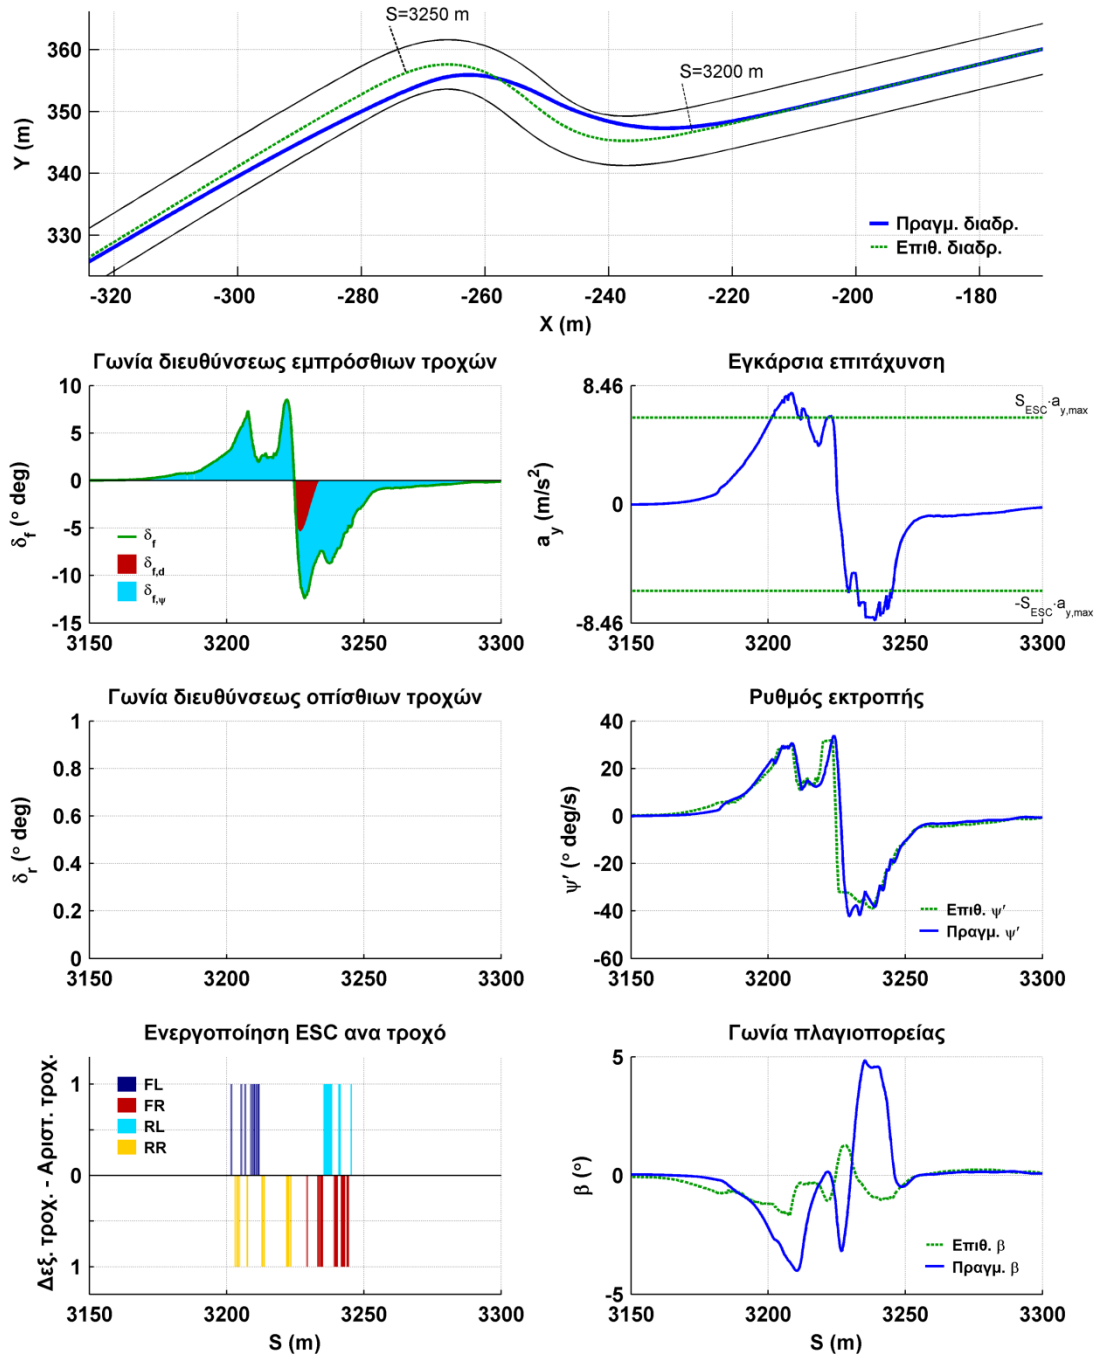 S=3250 m
S=3200 m
360
350
340
330
Y (m)
Πραγμ. διαδρ.
Επιθ. διαδρ.
-320 -300 -280 -260 -240 -220 -200 -180
X (m)
Γωνία διευθύνσεως εμπρόσθιων τροχών
10
5
0
-5
-10
-15
δf (° deg)
δf
δf,d
δf,ψ
3150 3200 3250 3300
Εγκάρσια επιτάχυνση
8.46
0
-8.46
ay (m/s²)
SESC·ay,max
-SESC·ay,max
3150 3200 3250 3300
Γωνία διευθύνσεως οπίσθιων τροχών
1
0.8
0.6
0.4
0.2
0
δr (° deg)
3150 3200 3250 3300
Ρυθμός εκτροπής
40
20
0
-20
-40
-60
ψ′ (° deg/s)
Επιθ. ψ′
Πραγμ. ψ′
3150 3200 3250 3300
Ενεργοποίηση ESC ανα τροχό
1
0
1
Δεξ. τροχ. - Αριστ. τροχ.
FL
FR
RL
RR
3150 3200 3250 3300
S (m)
Γωνία πλαγιοπορείας
5
0
-5
β (°)
Επιθ. β
Πραγμ. β
3150 3200 3250 3300
S (m)